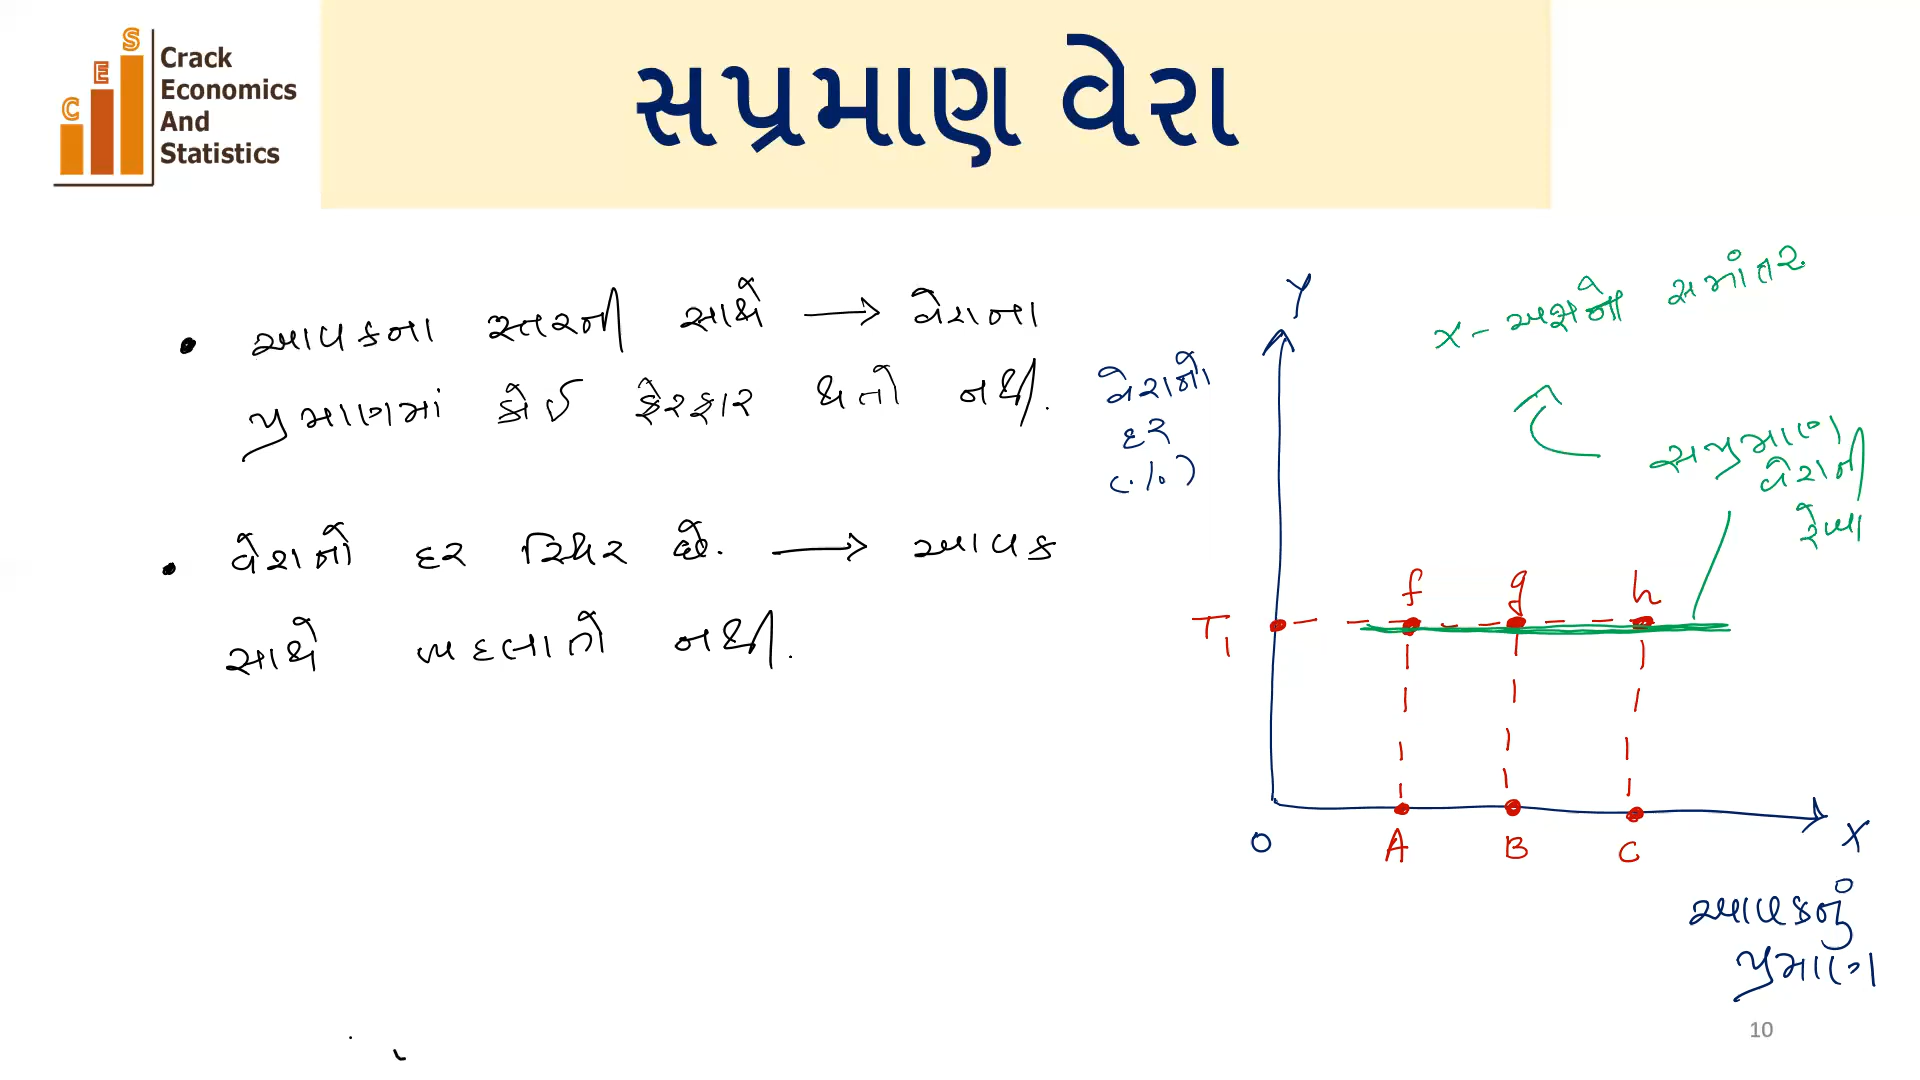 C E S
Crack
Economics
And
Statistics
સપ્રમાણ વેરા
• આવકના સ્તરની સાથે → વેરાના
પ્રમાણમાં કોઈ ફેરફાર થતો નથી.
• વેરાનો દર સ્થિર છે. → આવક
સાથે બદલાતો નથી.
Y
વેરાનો
દર
(%)
x - અક્ષને સમાંતર
સપ્રમાણ
વેરાની
રેખા
f g h
T1
O A B C X
આવકનું
પ્રમાણ
10